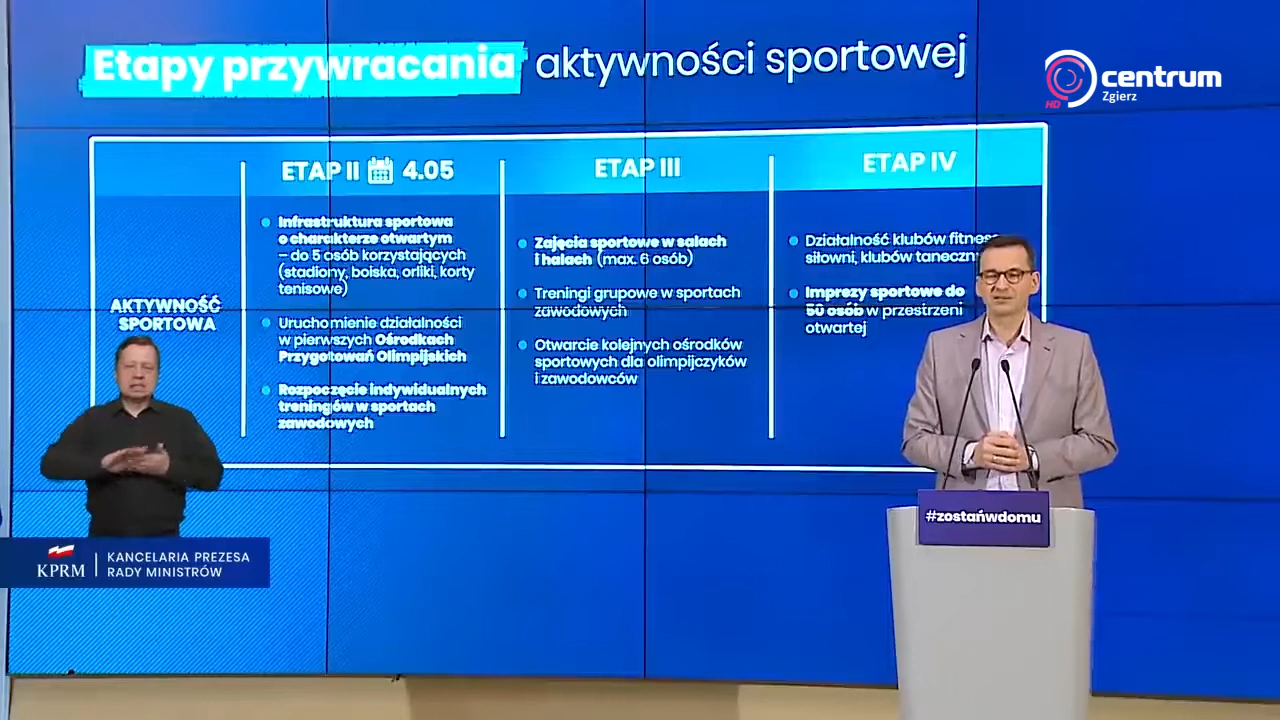 Etapy przywracania aktywności sportowej
HD
centrum
Zgierz
ETAP II 4.05
ETAP III
ETAP IV
AKTYWNOŚĆ
SPORTOWA
Infrastruktura sportowa
o charakterze otwartym
– do 5 osób korzystających
(stadiony, boiska, orliki, korty
tenisowe)
Uruchomienie działalności
w pierwszych Ośrodkach
Przygotowań Olimpijskich
Rozpoczęcie indywidualnych
treningów w sportach
zawodowych
Zajęcia sportowe w salach
i halach (max. 6 osób)
Treningi grupowe w sportach
zawodowych
Otwarcie kolejnych ośrodków
sportowych dla olimpijczyków
i zawodowców
Działalność klubów fitness
siłowni, klubów taneczn
Imprezy sportowe do
50 osób w przestrzeni
otwartej
#zostańwdomu
KPRM
KANCELARIA PREZESA
RADY MINISTRÓW